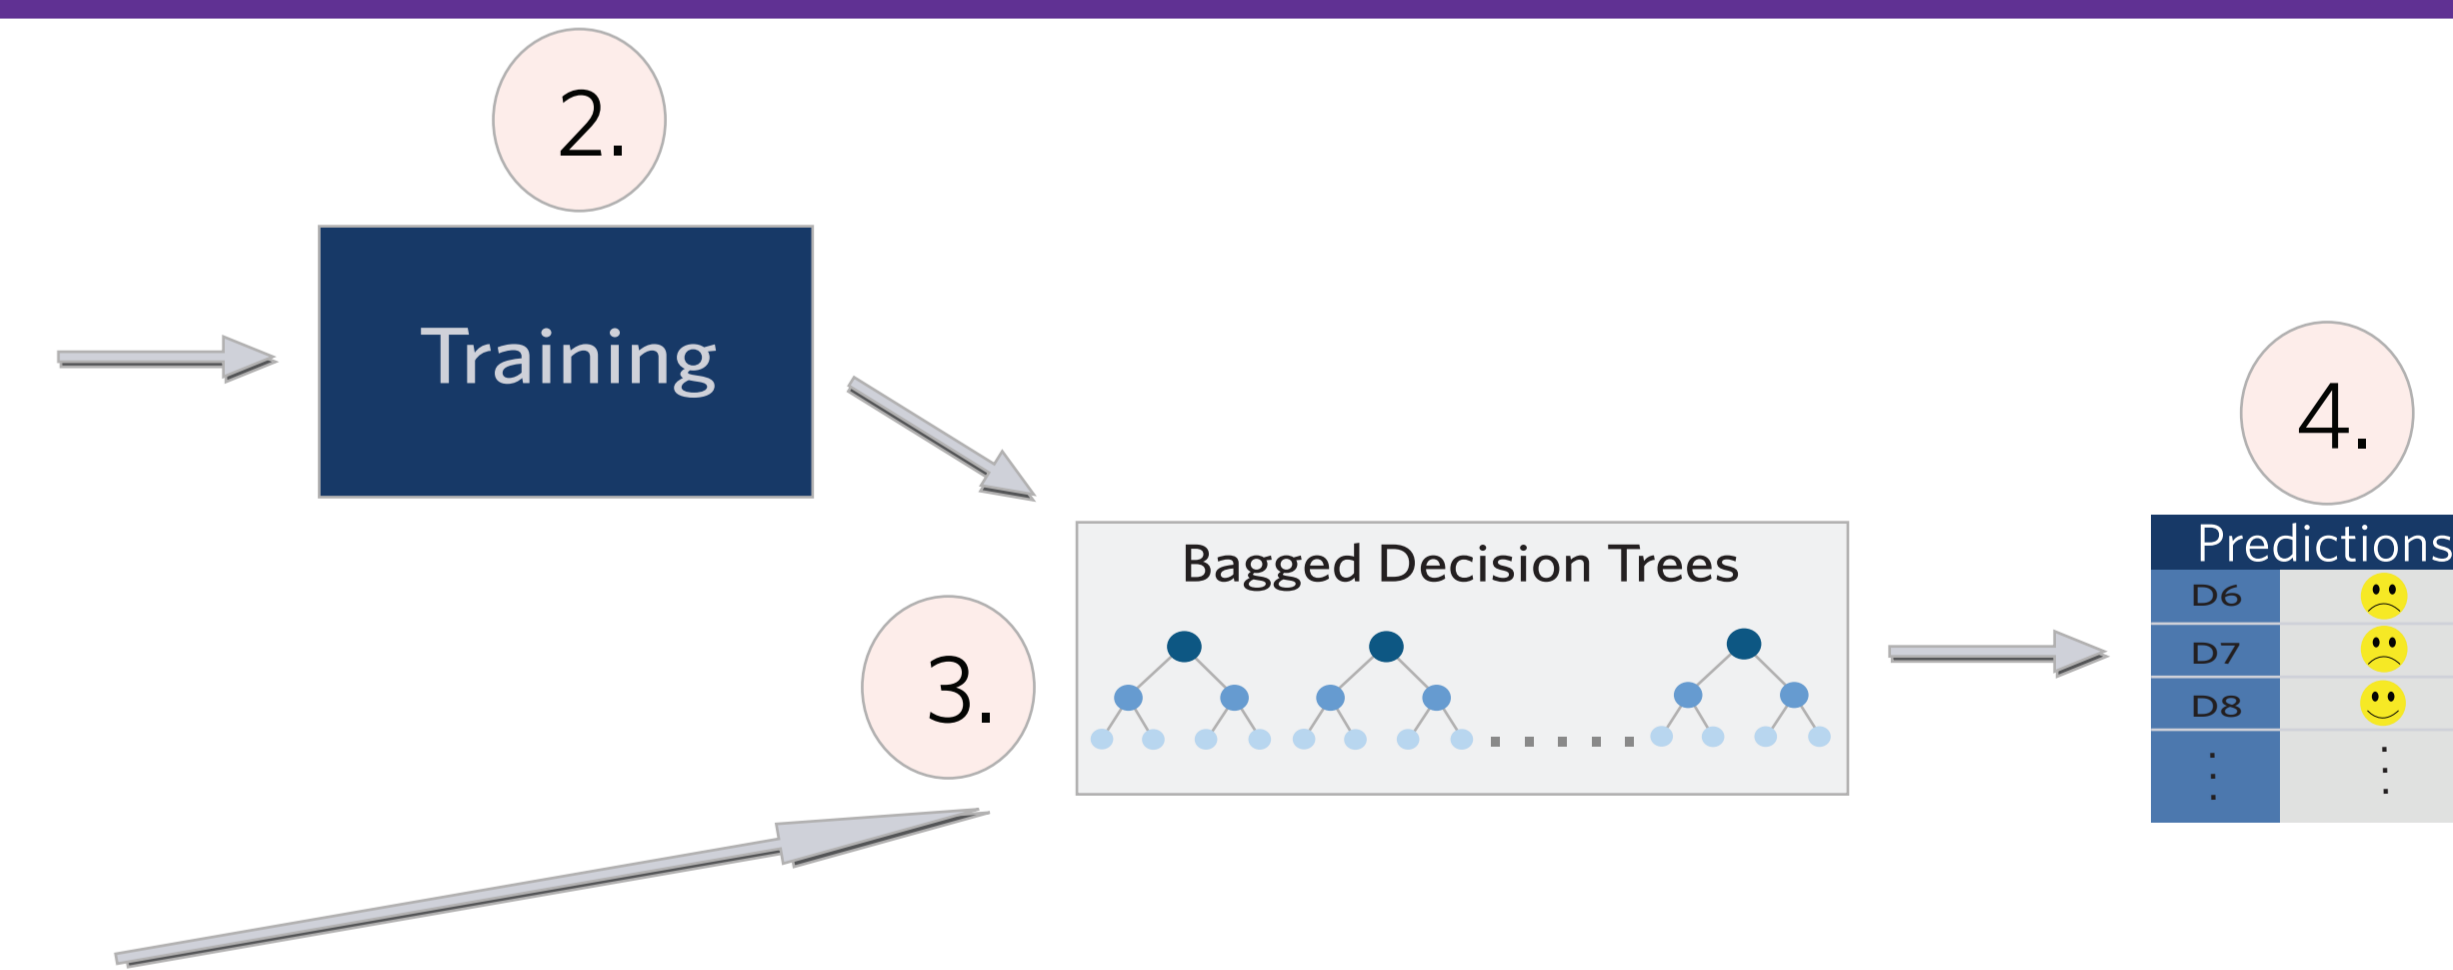 2.
Training
3.
Bagged Decision Trees
4.
Predictions
D6
D7
D8